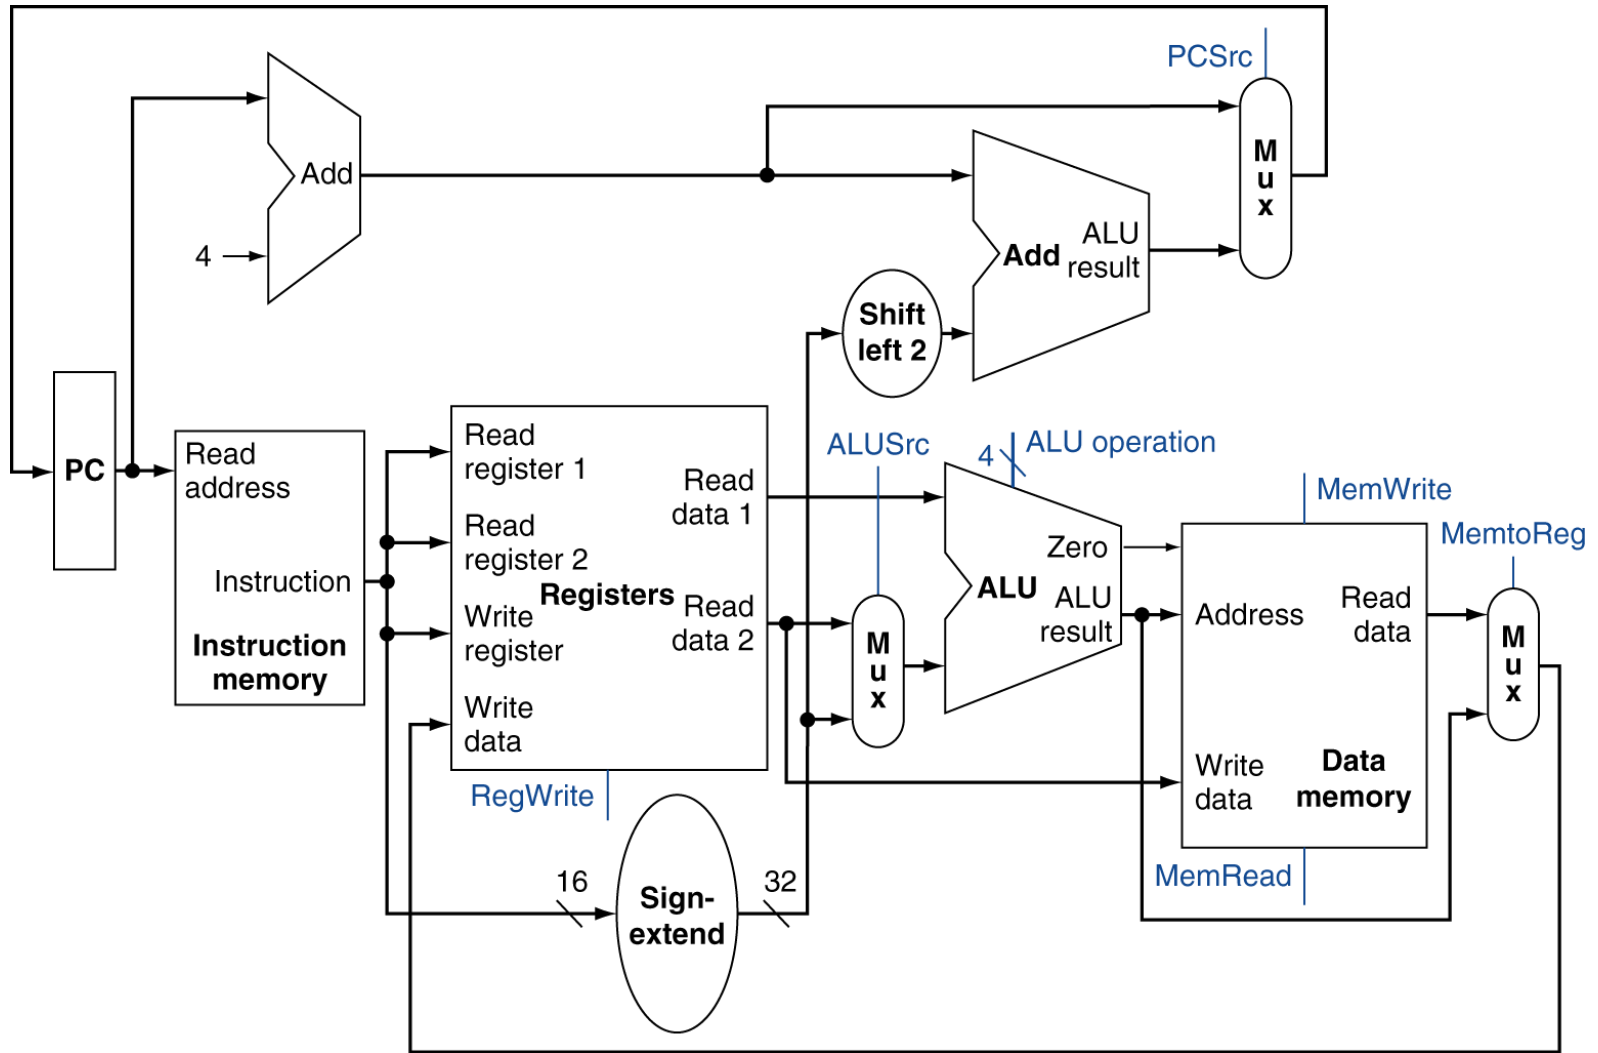 PCSrc
M
u
x
Add
4
Add
ALU
result
Shift
left 2
PC
Read
address
Instruction
Instruction
memory
Read
register 1
Read
register 2
Write
register
Write
data
Registers
Read
data 1
Read
data 2
RegWrite
16
Sign-
extend
32
ALUSrc
M
u
x
4
ALU operation
Zero
ALU
ALU
result
MemWrite
Address
Read
data
Write
data
Data
memory
MemRead
MemtoReg
M
u
x